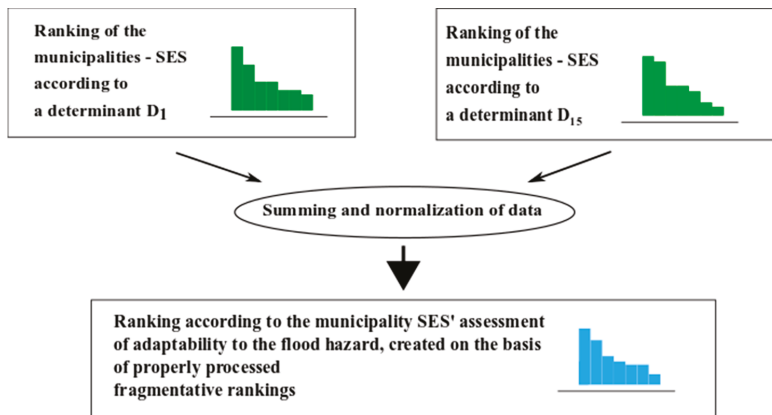 Ranking of the
municipalities - SES
according to
a determinant D1
Ranking of the
municipalities - SES
according to
a determinant D₁₅
Summing and normalization of data
Ranking according to the municipality SES' assessment
of adaptability to the flood hazard, created on the basis
of properly processed
fragmentative rankings